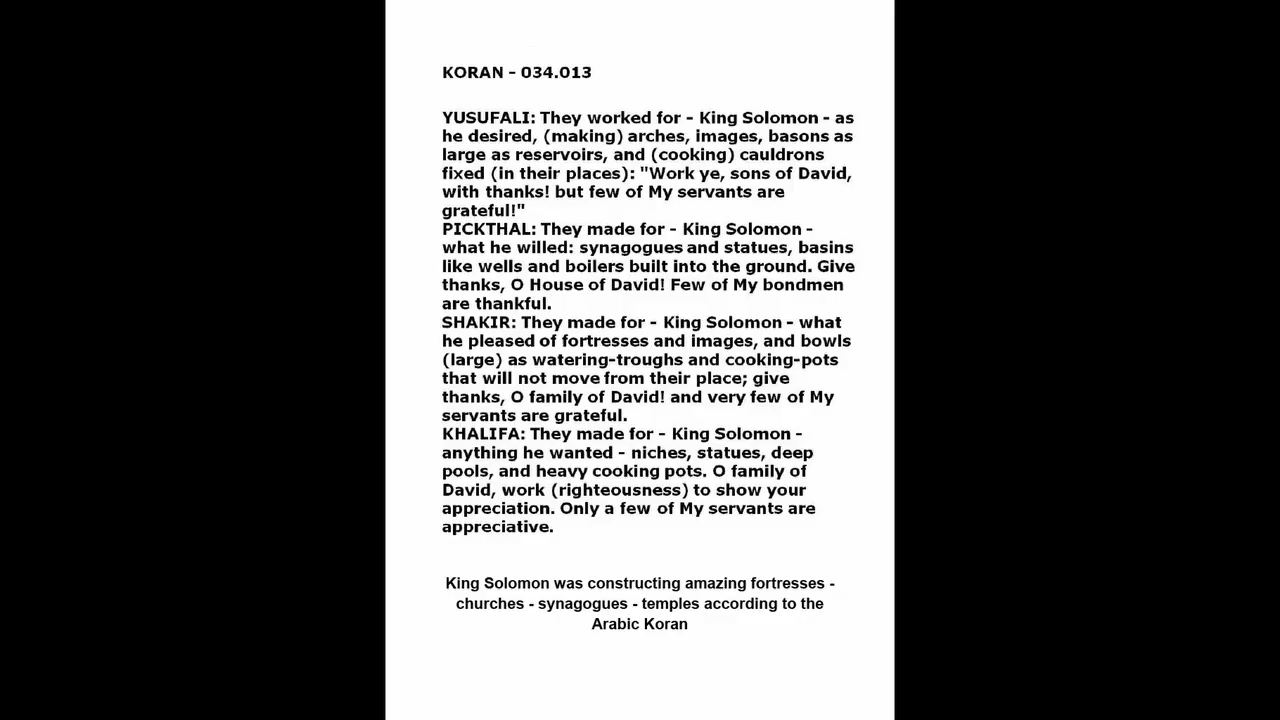 KORAN - 034.013
YUSUFALI: They worked for - King Solomon - as
he desired, (making) arches, images, basons as
large as reservoirs, and (cooking) cauldrons
fixed (in their places): "Work ye, sons of David,
with thanks! but few of My servants are
grateful!"
PICKTHAL: They made for - King Solomon -
what he willed: synagogues and statues, basins
like wells and boilers built into the ground. Give
thanks, O House of David! Few of My bondmen
are thankful.
SHAKIR: They made for - King Solomon - what
he pleased of fortresses and images, and bowls
(large) as watering-troughs and cooking-pots
that will not move from their place; give
thanks, O family of David! and very few of My
servants are grateful.
KHALIFA: They made for - King Solomon -
anything he wanted - niches, statues, deep
pools, and heavy cooking pots. O family of
David, work (righteousness) to show your
appreciation. Only a few of My servants are
appreciative.
King Solomon was constructing amazing fortresses -
churches - synagogues - temples according to the
Arabic Koran